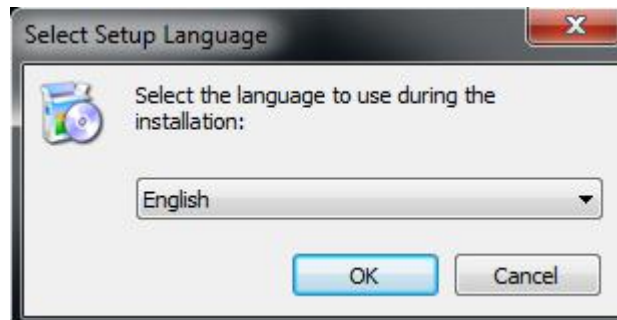 Select Setup Language
Select the language to use during the
installation:
English
OK
Cancel